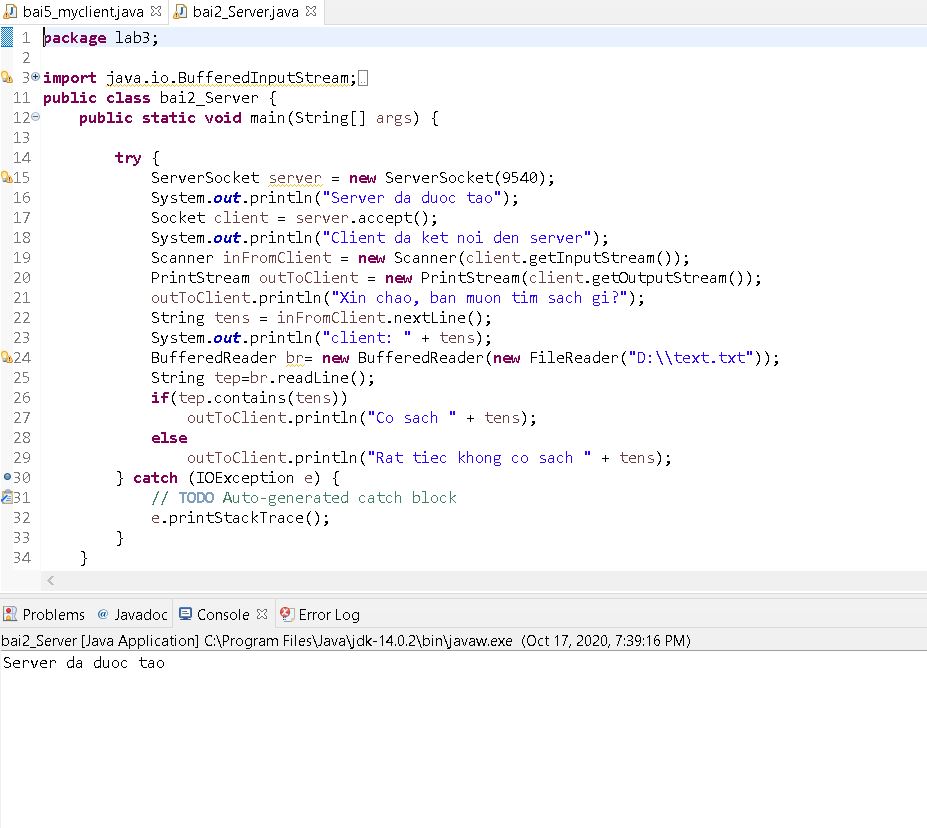 bai5_myclient.java bai2_Server.java
1 package lab3;
2
3 import java.io.BufferedInputStream;
11 public class bai2_Server {
12 public static void main(String[] args) {
13
14 try {
15 ServerSocket server = new ServerSocket(9540);
16 System.out.println("Server da duoc tao");
17 Socket client = server.accept();
18 System.out.println("Client da ket noi den server");
19 Scanner inFromClient = new Scanner(client.getInputStream());
20 PrintStream outToClient = new PrintStream(client.getOutputStream());
21 outToClient.println("Xin chao, ban muon tim sach gi?");
22 String tens = inFromClient.nextLine();
23 System.out.println("client: " + tens);
24 BufferedReader br= new BufferedReader(new FileReader("D:\\text.txt"));
25 String tep=br.readLine();
26 if(tep.contains(tens))
27 outToClient.println("Co sach " + tens);
28 else
29 outToClient.println("Rat tiec khong co sach " + tens);
30 } catch (IOException e) {
31 // TODO Auto-generated catch block
32 e.printStackTrace();
33 }
34 }
Problems @ Javadoc Console Error Log
bai2_Server [Java Application] C:\Program Files\Java\jdk-14.0.2\bin\javaw.exe (Oct 17, 2020, 7:39:16 PM)
Server da duoc tao